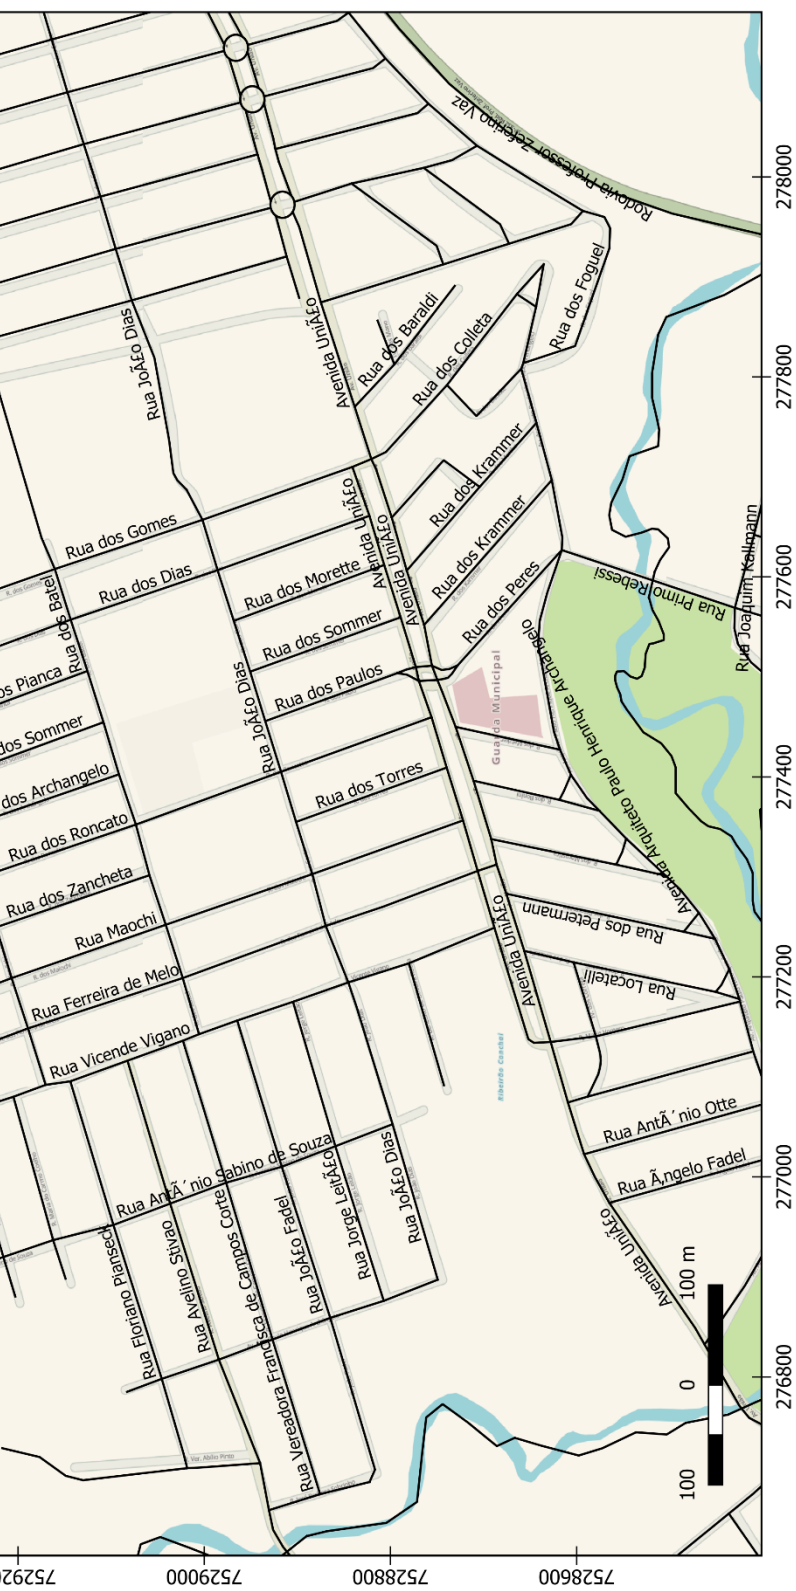 Rodovia Professor Zeferino Vaz
Rua dos Foguel
Rua JoÃ£o Dias
Avenida UniÃ£o
Rua dos Baraldi
Rua dos Colleta
Rua dos Gomes
Rua dos Krammer
Avenida UniÃ£o
Avenida UniÃ£o
Rua dos Dias
Rua dos Morette
Rua dos Krammer
Rua dos Batel
Rua dos Sommer
Rua dos Peres
Rua Primo Rebessi
Rua Joaquim Kallmann
os Pianca
Rua JoÃ£o Dias
Rua dos Paulos
Guarda Municipal
Avenida Arquiteto Paulo Henrique Archangelo
dos Sommer
dos Archangelo
Rua dos Torres
Rua dos Roncato
Rua dos Zancheta
Rua Maochi
Avenida UniÃ£o
Rua dos Petermann
Rua Ferreira de Melo
Rua Locatelli
Rua Vicende Vigano
Ribeirão Conchal
Rua AntÃ´nio Sabino de Souza
Rua AntÃ´nio Otte
Rua Ã‚ngelo Fadel
Rua Floriano Pianseck
Rua Avelino Stivao
Rua Vereadora Francisca de Campos Corte
Rua JoÃ£o Fadel
Rua Jorge LeitÃ£o
Rua JoÃ£o Dias
Avenida UniÃ£o
Ver. Abílio Pinto
100 0 100 m
278000
277800
277600
277400
277200
277000
276800
7529200
7529000
7528800
7528600